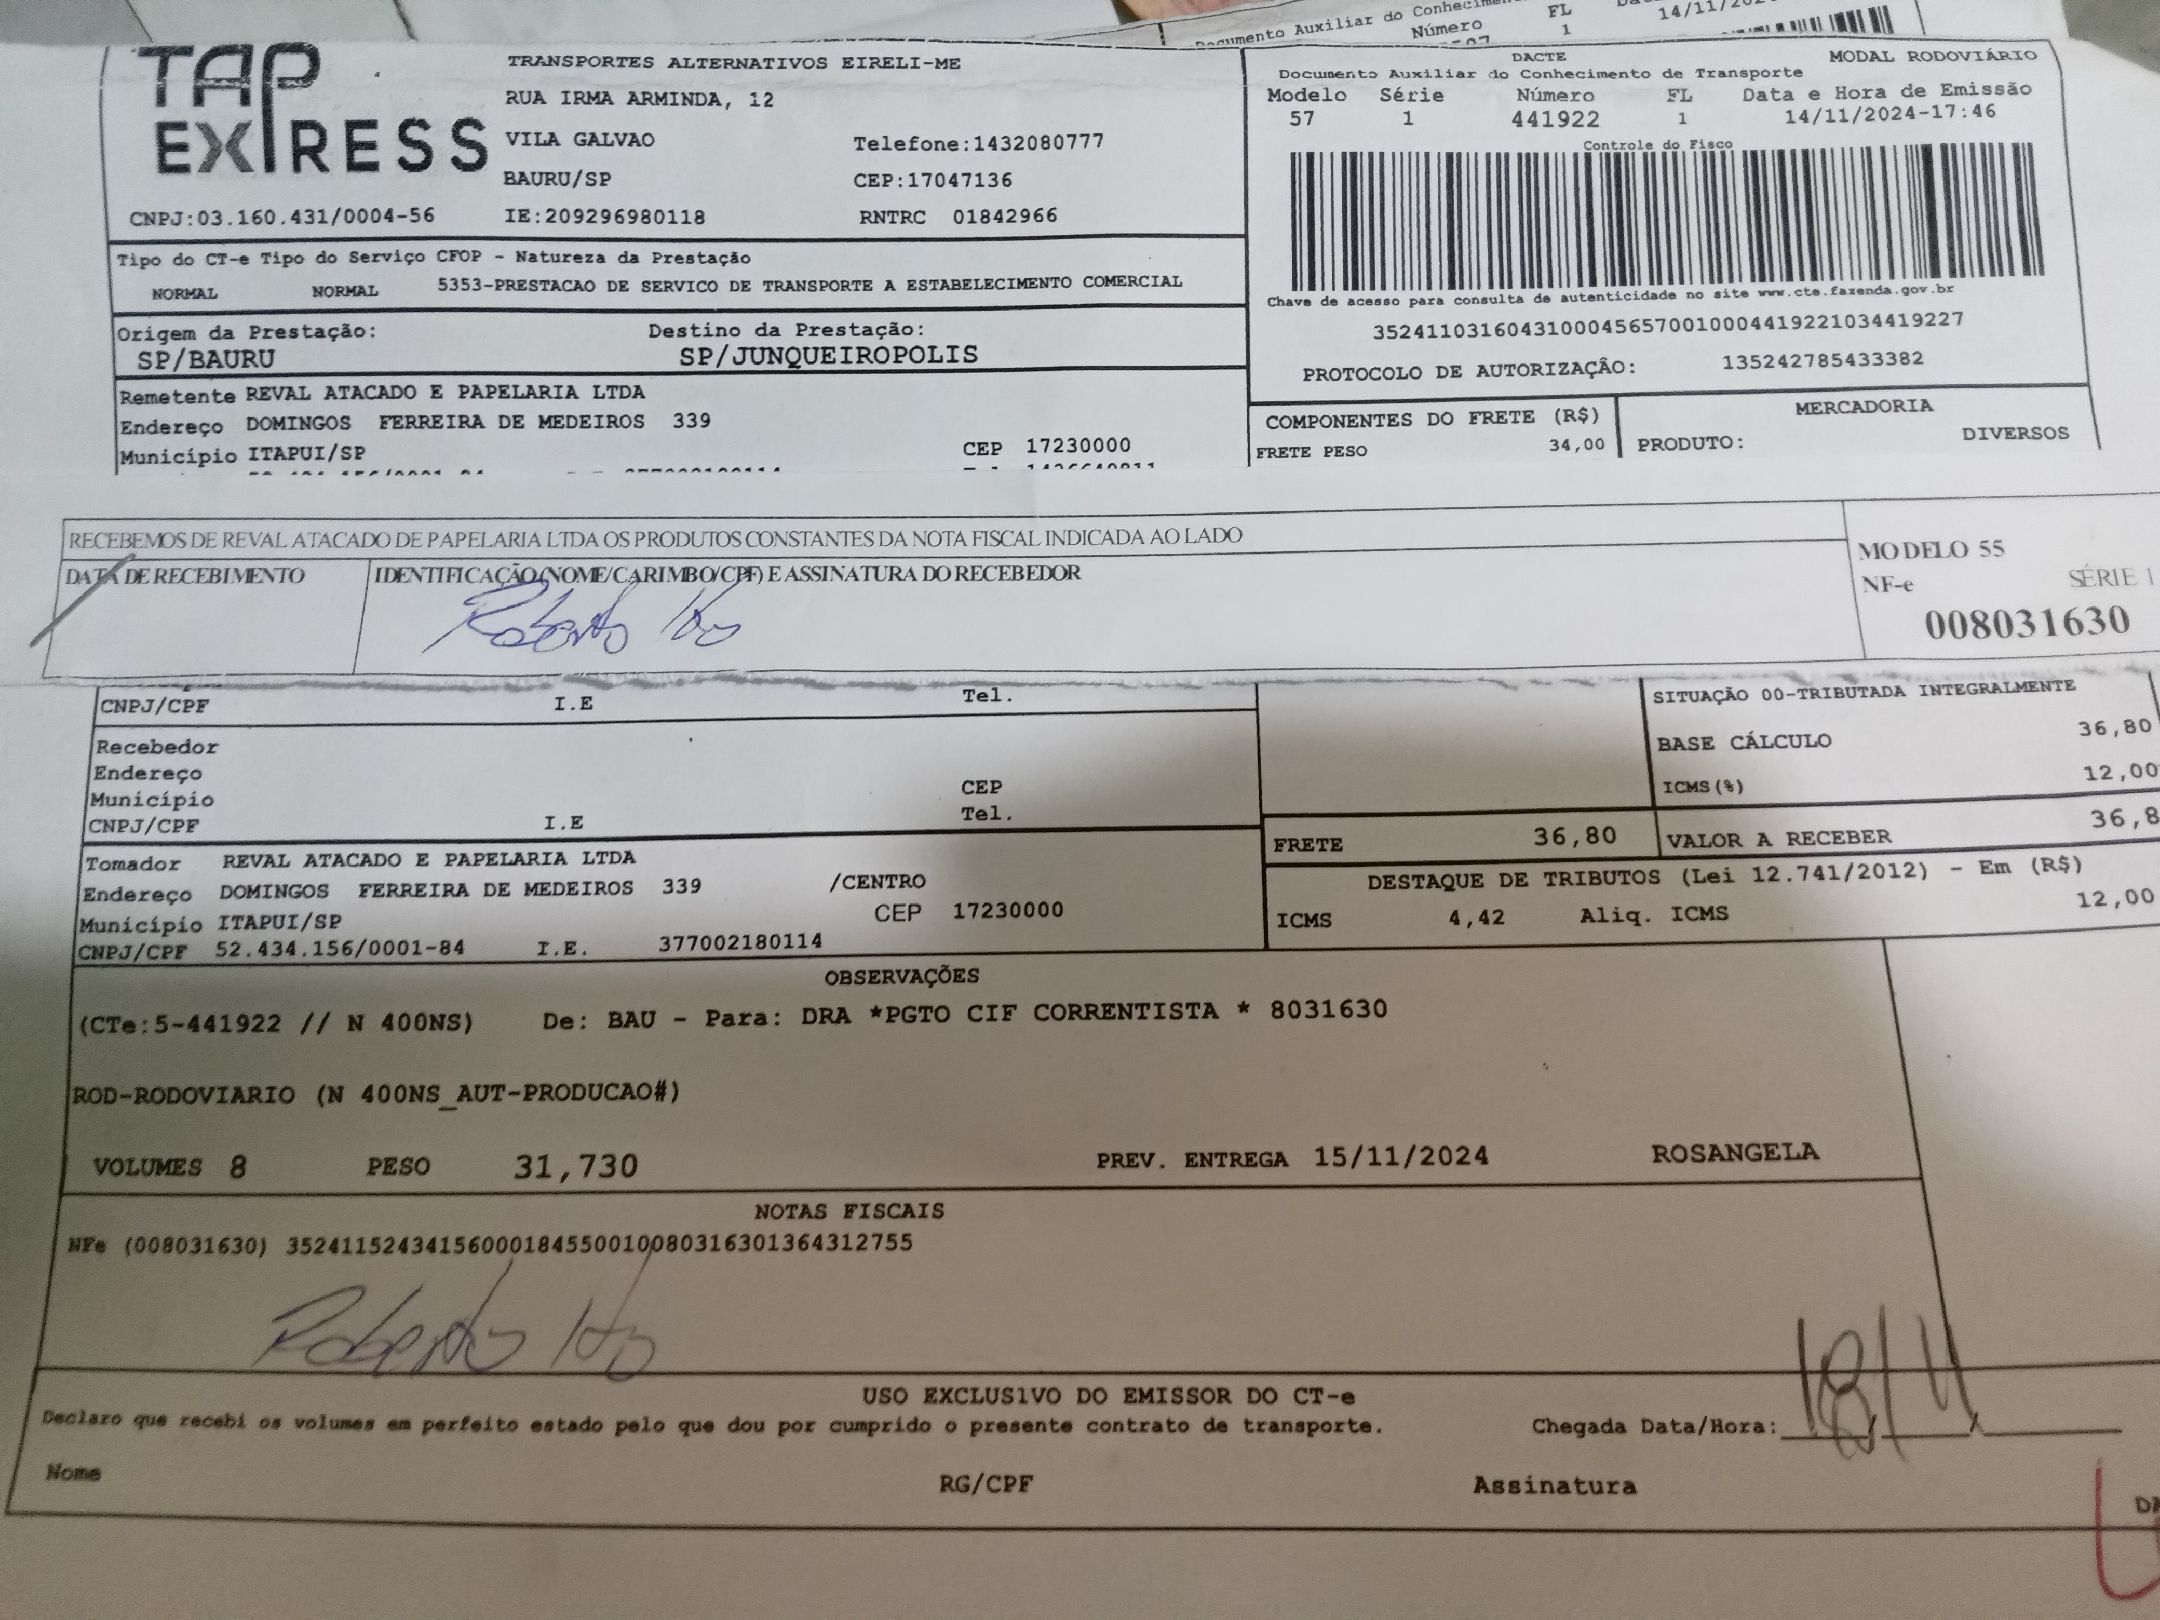 Documento Auxiliar do
Número
FL
1
14/11/202
TAP EXPRESS
TRANSPORTES ALTERNATIVOS EIRELI-ME
RUA IRMA ARMINDA, 12
VILA GALVAO Telefone:1432080777
BAURU/SP CEP:17047136
CNPJ:03.160.431/0004-56 IE:209296980118 RNTRC 01842966
DACTE MODAL RODOVIÁRIO
Documento Auxiliar do Conhecimento de Transporte
Modelo Série Número FL Data e Hora de Emissão
57 1 441922 1 14/11/2024-17:46
Controle do Fisco
Chave de acesso para consulta de autenticidade no site www.cte.fazenda.gov.br
35241103160431000456570010004419221034419227
PROTOCOLO DE AUTORIZAÇÂO: 135242785433382
Tipo do CT-e Tipo do Serviço CFOP - Natureza da Prestação
NORMAL NORMAL 5353-PRESTACAO DE SERVICO DE TRANSPORTE A ESTABELECIMENTO COMERCIAL
Origem da Prestação: Destino da Prestação:
SP/BAURU SP/JUNQUEIROPOLIS
Remetente REVAL ATACADO E PAPELARIA LTDA
Endereço DOMINGOS FERREIRA DE MEDEIROS 339
Município ITAPUI/SP CEP 17230000
COMPONENTES DO FRETE (R$) MERCADORIA
FRETE PESO 34,00 PRODUTO: DIVERSOS
RECEBEMOS DE REVAL ATACADO DE PAPELARIA LTDA OS PRODUTOS CONSTANTES DA NOTA FISCAL INDICADA AO LADO
DATA DE RECEBIMENTO IDENTIFICAÇÃO (NOME/CARIMBO/CPF) E ASSINATURA DO RECEBEDOR
Roberto
MODELO 55
NF-e SÉRIE 1
008031630
CNPJ/CPF I.E Tel.
Recebedor
Endereço
Município CEP
CNPJ/CPF I.E Tel.
SITUAÇÃO 00-TRIBUTADA INTEGRALMENTE
BASE CÁLCULO 36,80
ICMS(%) 12,00
FRETE 36,80 VALOR A RECEBER 36,8
Tomador REVAL ATACADO E PAPELARIA LTDA
Endereço DOMINGOS FERREIRA DE MEDEIROS 339 /CENTRO
Município ITAPUI/SP CEP 17230000
CNPJ/CPF 52.434.156/0001-84 I.E. 377002180114
DESTAQUE DE TRIBUTOS (Lei 12.741/2012) - Em (R$)
ICMS 4,42 Aliq. ICMS 12,00
OBSERVAÇÕES
(CTe:5-441922 // N 400NS) De: BAU - Para: DRA *PGTO CIF CORRENTISTA * 8031630
ROD-RODOVIARIO (N 400NS_AUT-PRODUCAO#)
VOLUMES 8 PESO 31,730 PREV. ENTREGA 15/11/2024 ROSANGELA
NOTAS FISCAIS
NFe (008031630) 35241152434156000184550010080316301364312755
Roberto
USO EXCLUS1VO DO EMISSOR DO CT-e
Declaro que recebi os volumes em perfeito estado pelo que dou por cumprido o presente contrato de transporte. Chegada Data/Hora: 18/11
Nome RG/CPF Assinatura